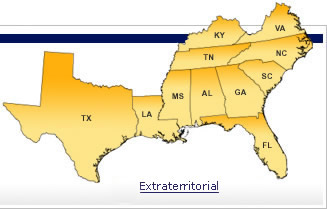 KY
VA
TN
NC
SC
MS
AL
GA
TX
LA
FL
Extraterritorial